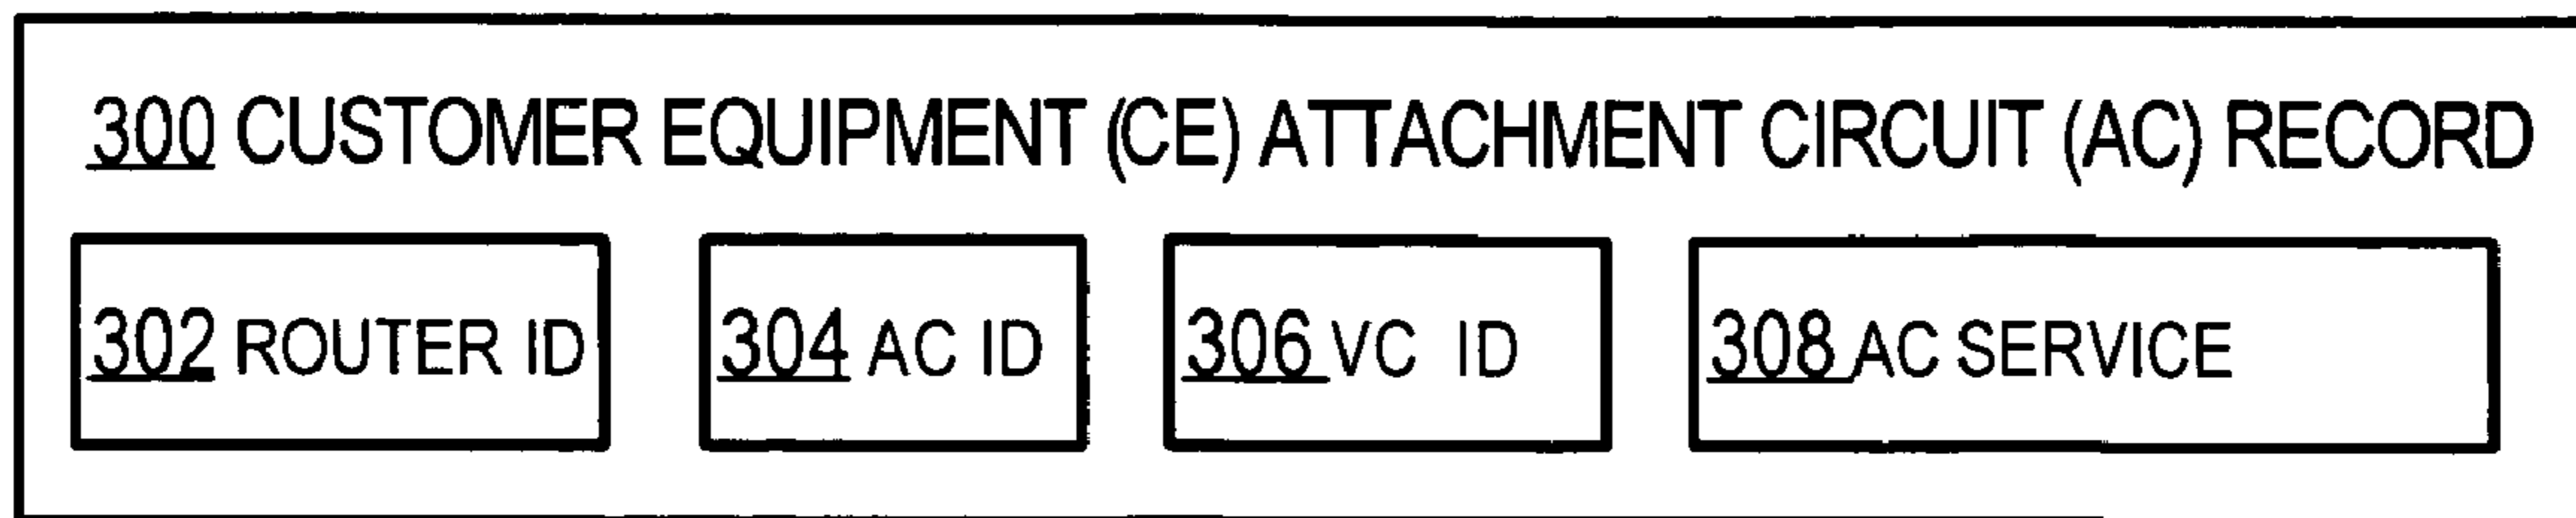 300 CUSTOMER EQUIPMENT (CE) ATTACHMENT CIRCUIT (AC) RECORD
302 ROUTER ID 304 AC ID 306 VC ID 308 AC SERVICE